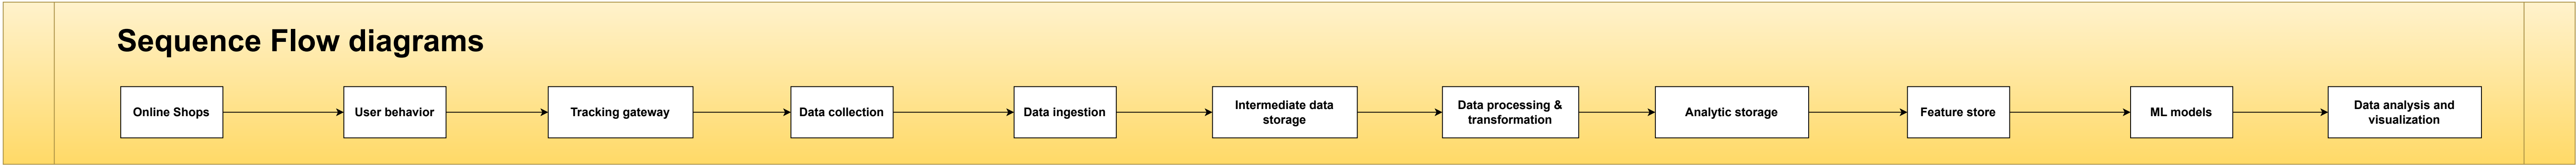 Sequence Flow diagrams
Online Shops
User behavior
Tracking gateway
Data collection
Data ingestion
Intermediate data
storage
Data processing &
transformation
Analytic storage
Feature store
ML models
Data analysis and
visualization